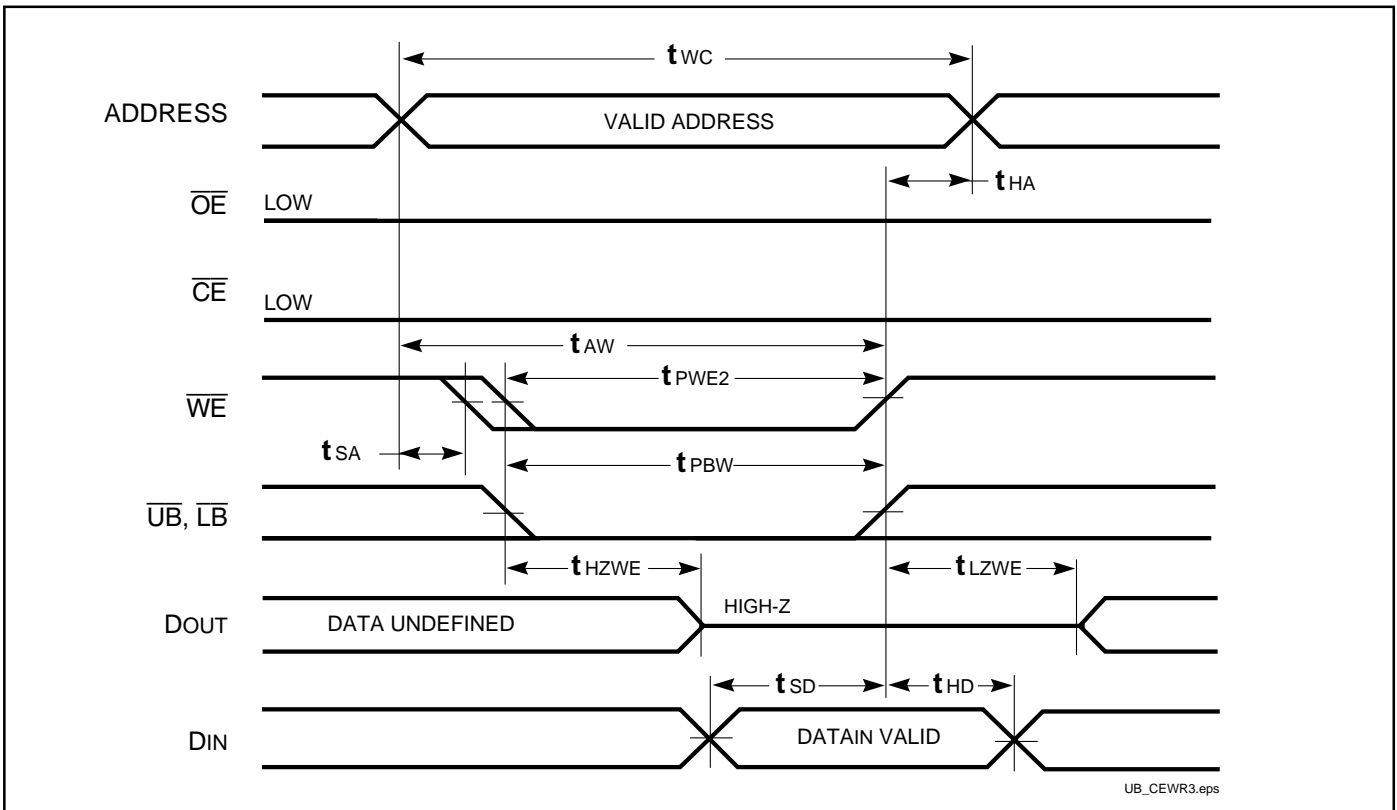 tWC
ADDRESS
VALID ADDRESS
tHA
OE
LOW
CE
LOW
tAW
tPWE2
WE
tSA
tPBW
UB, LB
tHZWE
tLZWE
HIGH-Z
DOUT
DATA UNDEFINED
tSD
tHD
DIN
DATAIN VALID
UB_CEWR3.eps